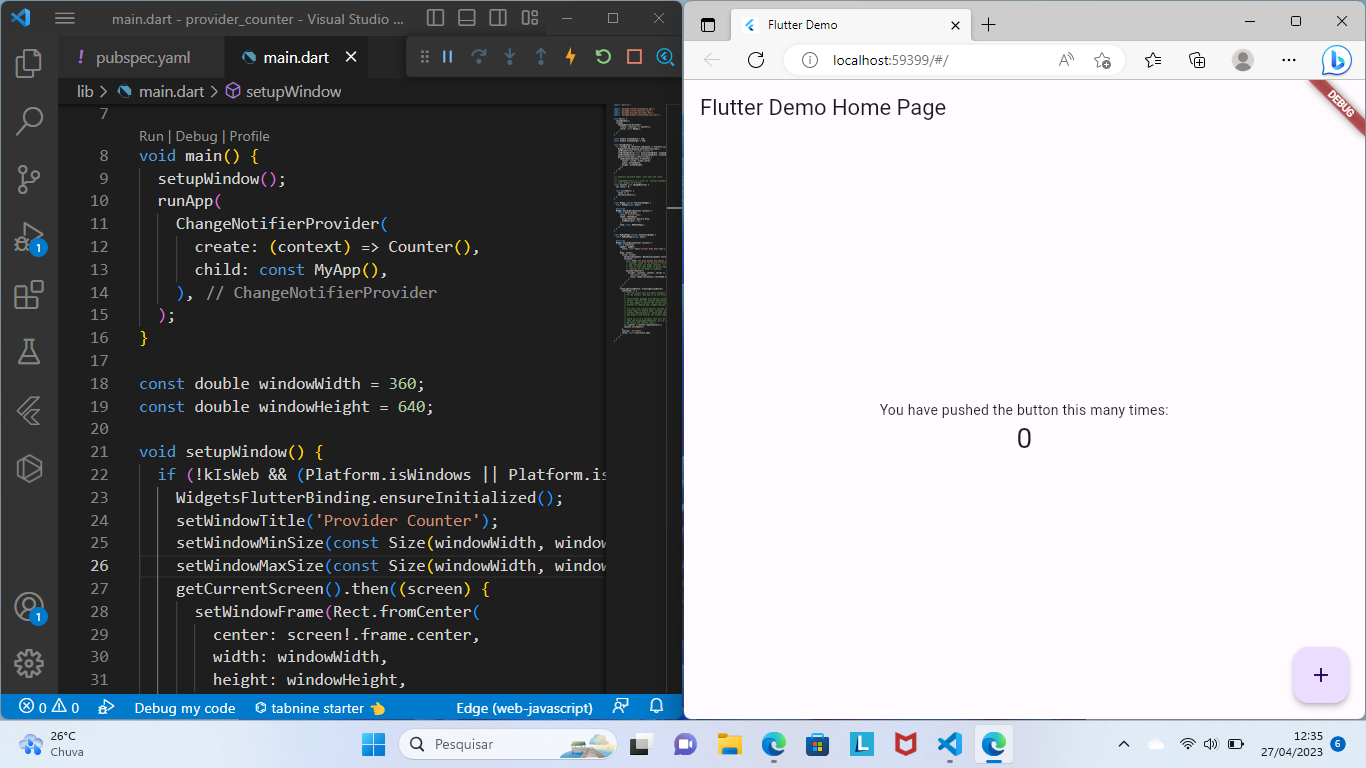 main.dart - provider_counter - Visual Studio ...
pubspec.yaml
main.dart
lib > main.dart > setupWindow
7
Run | Debug | Profile
8 void main() {
9 setupWindow();
10 runApp(
11 ChangeNotifierProvider(
12 create: (context) => Counter(),
13 child: const MyApp(),
14 ), // ChangeNotifierProvider
15 );
16 }
17
18 const double windowWidth = 360;
19 const double windowHeight = 640;
20
21 void setupWindow() {
22 if (!kIsWeb && (Platform.isWindows || Platform.is
23 WidgetsFlutterBinding.ensureInitialized();
24 setWindowTitle('Provider Counter');
25 setWindowMinSize(const Size(windowWidth, window
26 setWindowMaxSize(const Size(windowWidth, window
27 getCurrentScreen().then((screen) {
28 setWindowFrame(Rect.fromCenter(
29 center: screen!.frame.center,
30 width: windowWidth,
31 height: windowHeight,
1
1
0 0 Debug my code tabnine starter Edge (web-javascript)
Flutter Demo
localhost:59399/#/
Flutter Demo Home Page
DEBUG
You have pushed the button this many times:
0
+
26°C
Chuva
Pesquisar
L
12:35
27/04/2023
6